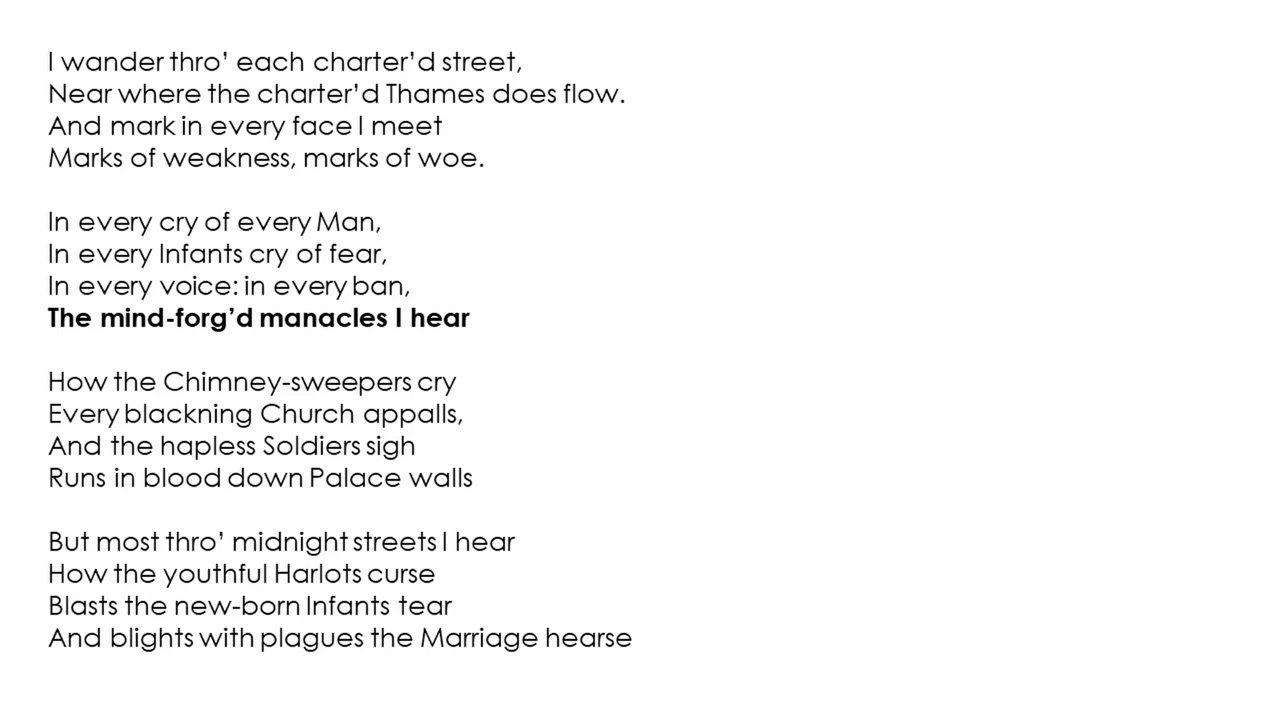 I wander thro’ each charter’d street,
Near where the charter’d Thames does flow.
And mark in every face I meet
Marks of weakness, marks of woe.
In every cry of every Man,
In every Infants cry of fear,
In every voice: in every ban,
The mind-forg’d manacles I hear
How the Chimney-sweepers cry
Every blackning Church appalls,
And the hapless Soldiers sigh
Runs in blood down Palace walls
But most thro’ midnight streets I hear
How the youthful Harlots curse
Blasts the new-born Infants tear
And blights with plagues the Marriage hearse